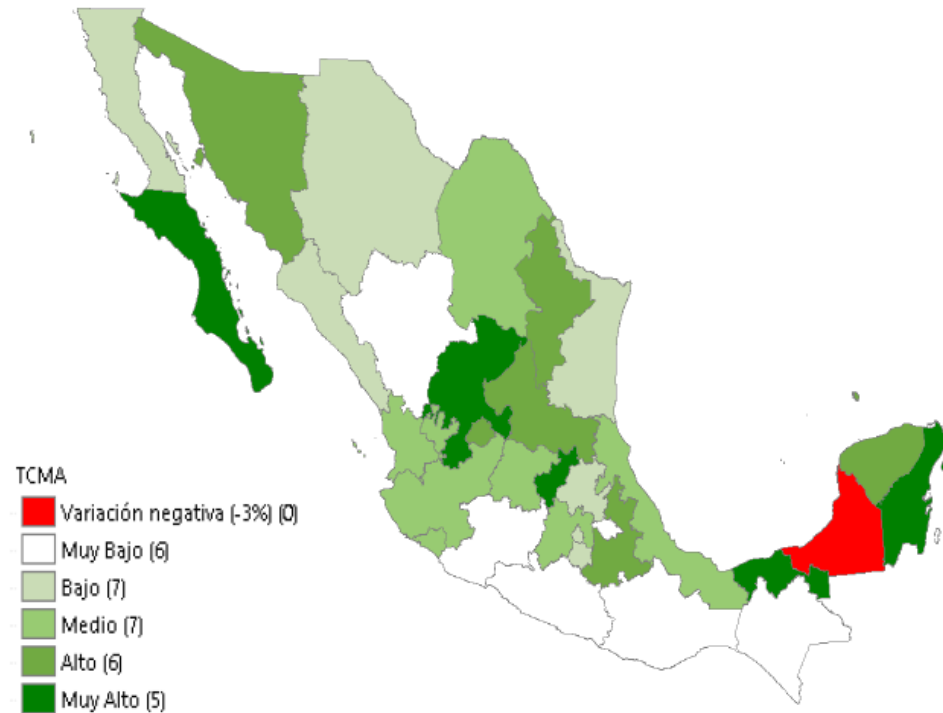 TCMA
Variación negativa (-3%) (0)
Muy Bajo (6)
Bajo (7)
Medio (7)
Alto (6)
Muy Alto (5)